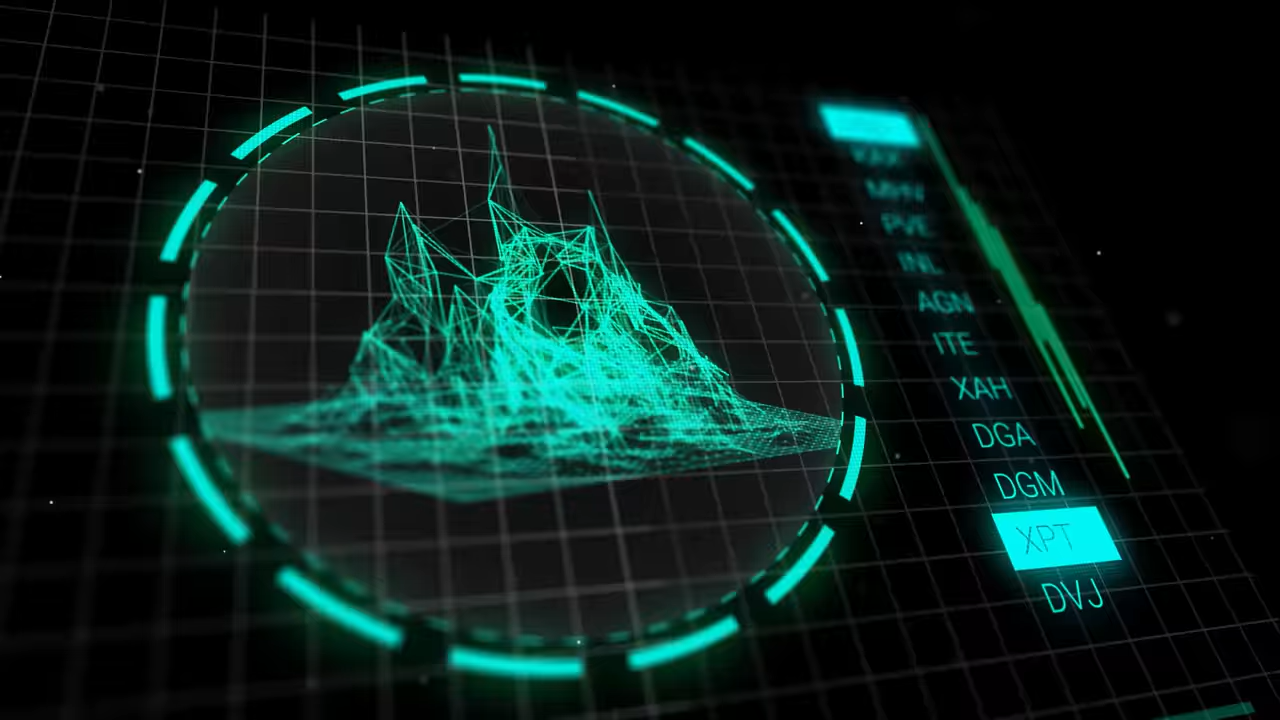 PVE
INL
AGN
ITE
XAH
DGA
DGM
XPT
DVJ